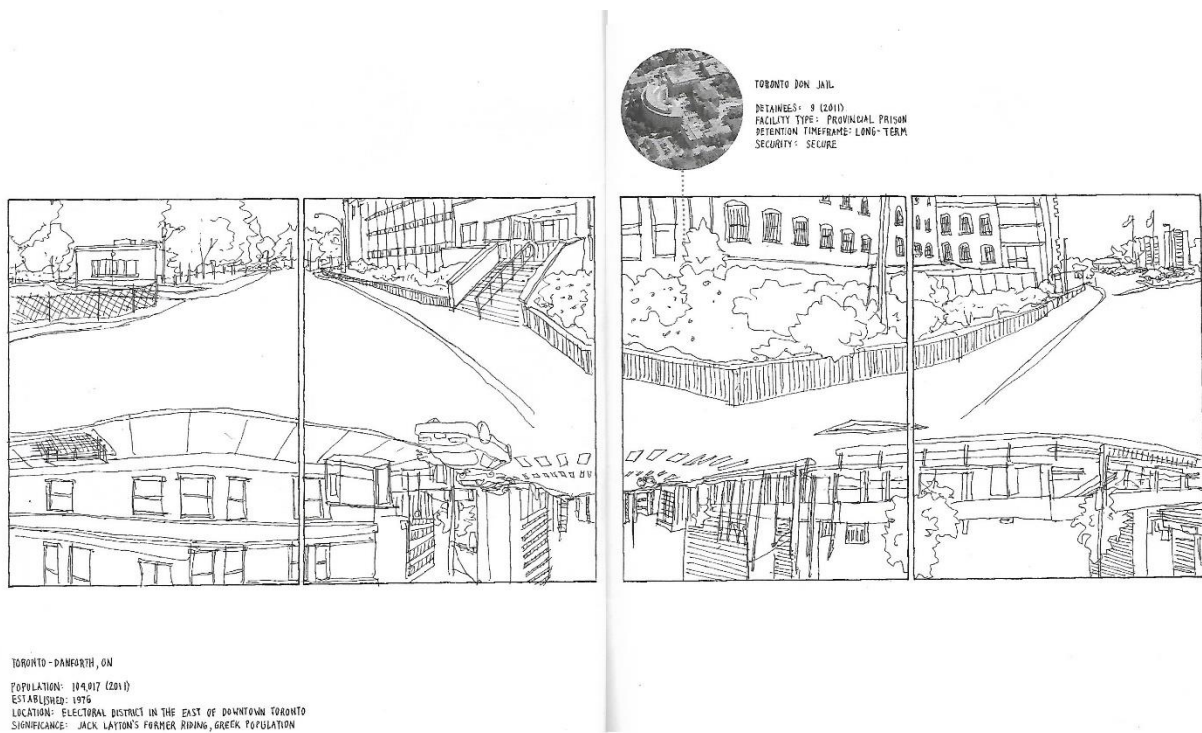 TORONTO DON JAIL
DETAINEES: 9 (2011)
FACILITY TYPE: PROVINCIAL PRISON
DETENTION TIMEFRAME: LONG-TERM
SECURITY: SECURE
TORONTO-DANFORTH, ON
POPULATION: 104,017 (2011)
ESTABLISHED: 1976
LOCATION: ELECTORAL DISTRICT IN THE EAST OF DOWNTOWN TORONTO
SIGNIFICANCE: JACK LAYTON'S FORMER RIDING, GREEK POPULATION